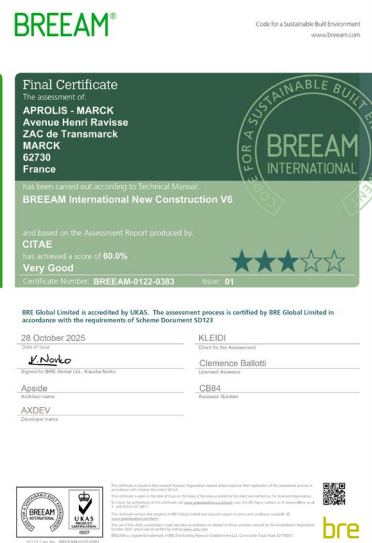 BREEAM®
Code for a Sustainable Built Environment
www.breeam.com
Final Certificate
The assessment of:
APROLIS - MARCK
Avenue Henri Ravisse
ZAC de Transmarck
MARCK
62730
France
CODE FOR A SUSTAINABLE BUILT
BREEAM
INTERNATIONAL
has been carried out according to Technical Manual:
BREEAM International New Construction V6
and based on the Assessment Report produced by:
CITAE
has achieved a score of 60.0%
Very Good
Certificate Number: BREEAM-0122-0383 Issue: 01
BRE Global Limited is accredited by UKAS. The assessment process is certified by BRE Global Limited in
accordance with the requirements of Scheme Document SD123
28 October 2025
Date of Issue
KLEIDI
Client for the Assessment
K.Norko
Signed for BRE Global Ltd., Klaudia Norko
Clemence Ballotti
Licensed Assessor
Apside
Architect name
CB84
Assessor Number
AXDEV
Developer name
BREEAM
INTERNATIONAL
UKAS
PRODUCT
CERTIFICATION
0007
bre